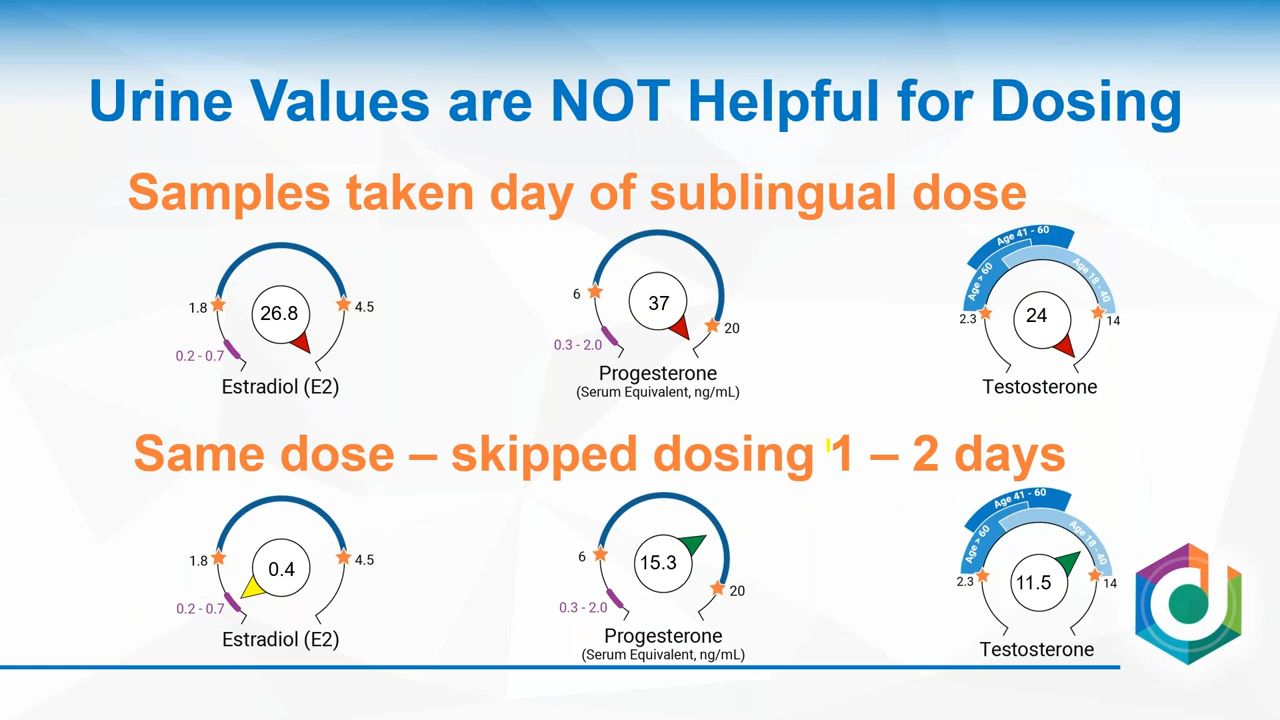 Urine Values are NOT Helpful for Dosing
Samples taken day of sublingual dose
1.8
26.8
4.5
0.2 - 0.7
Estradiol (E2)
6
37
20
0.3 - 2.0
Progesterone
(Serum Equivalent, ng/mL)
Age 41 - 60
Age > 60
Age 18 - 40
2.3
24
14
Testosterone
Same dose – skipped dosing 1 – 2 days
1.8
0.4
4.5
0.2 - 0.7
Estradiol (E2)
6
15.3
20
0.3 - 2.0
Progesterone
(Serum Equivalent, ng/mL)
Age 41 - 60
Age > 60
Age 18 - 40
2.3
11.5
14
Testosterone